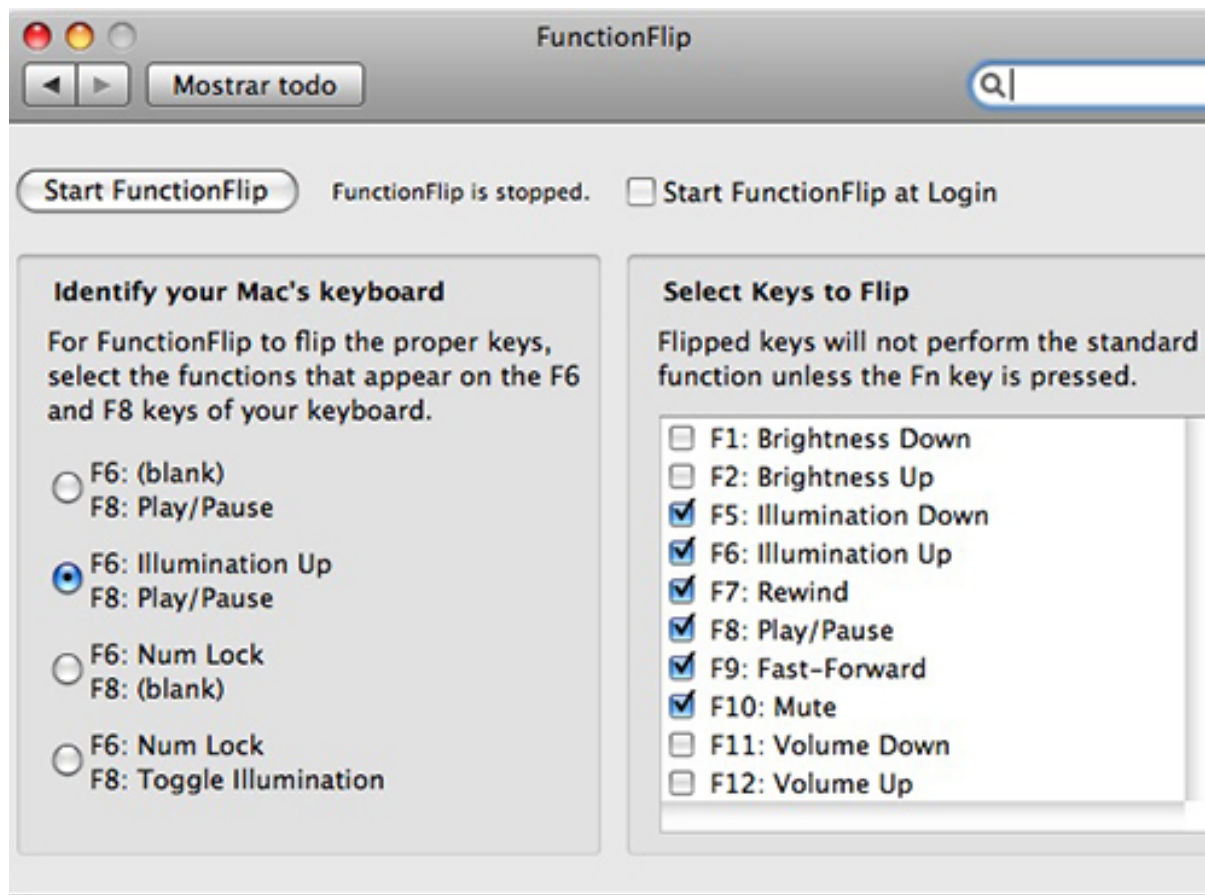 FunctionFlip
Mostrar todo
Start FunctionFlip
FunctionFlip is stopped.
Start FunctionFlip at Login
Identify your Mac's keyboard
For FunctionFlip to flip the proper keys,
select the functions that appear on the F6
and F8 keys of your keyboard.
F6: (blank)
F8: Play/Pause
F6: Illumination Up
F8: Play/Pause
F6: Num Lock
F8: (blank)
F6: Num Lock
F8: Toggle Illumination
Select Keys to Flip
Flipped keys will not perform the standard
function unless the Fn key is pressed.
F1: Brightness Down
F2: Brightness Up
F5: Illumination Down
F6: Illumination Up
F7: Rewind
F8: Play/Pause
F9: Fast-Forward
F10: Mute
F11: Volume Down
F12: Volume Up